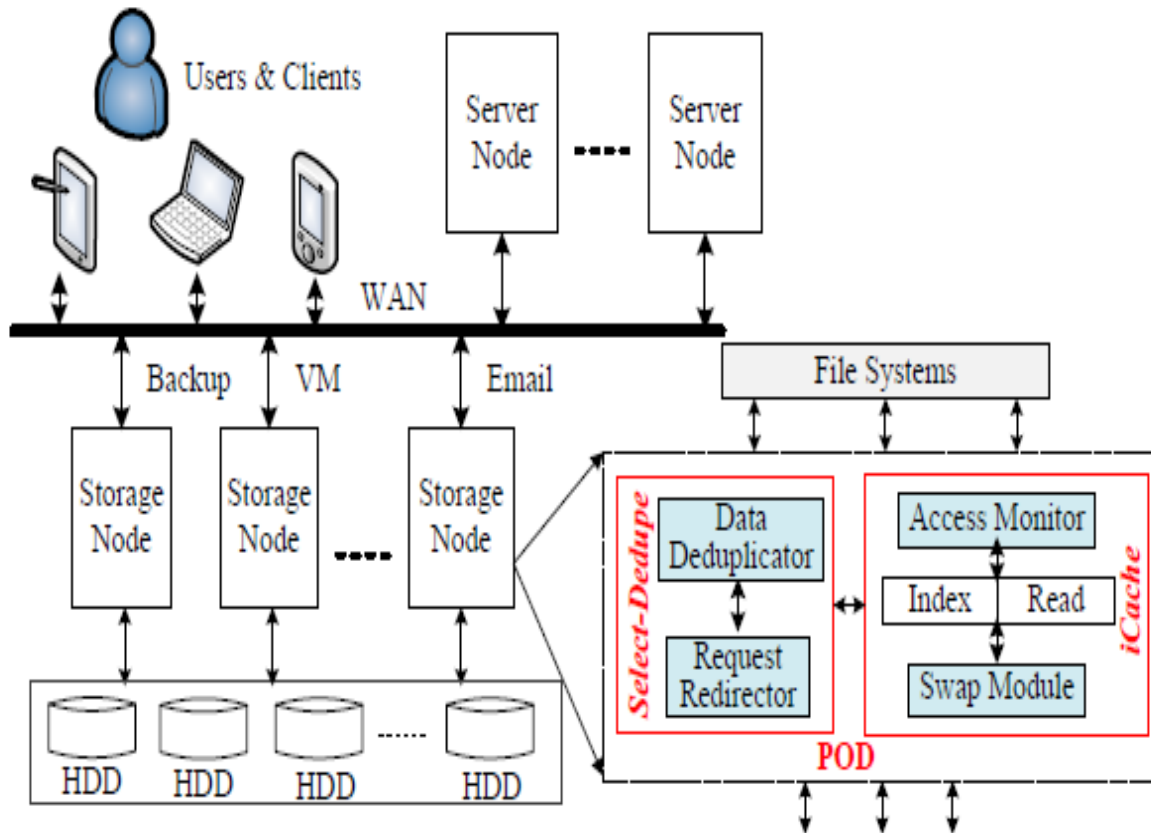 Users & Clients
Server
Node
Server
Node
WAN
Backup
VM
Email
File Systems
Storage
Node
Storage
Node
Storage
Node
Select-Dedupe
Data
Deduplicator
Request
Redirector
Access Monitor
Index
Read
Swap Module
iCache
POD
HDD
HDD
HDD
HDD